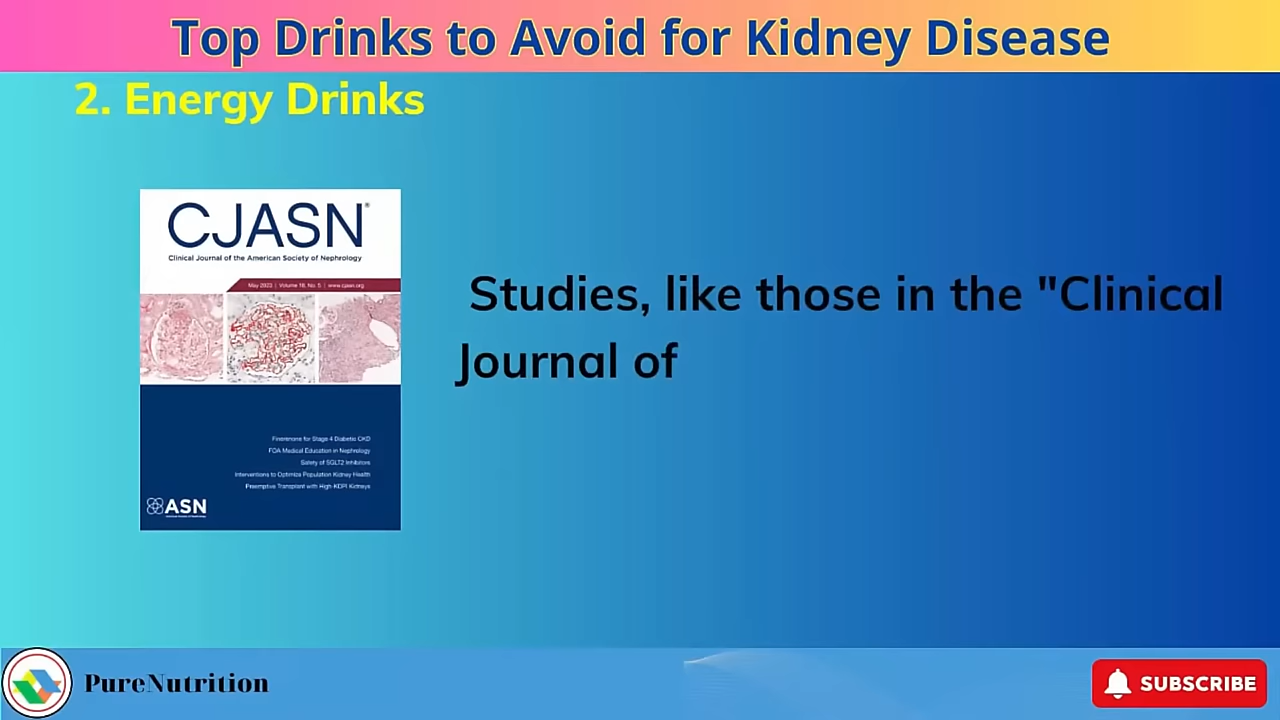 Top Drinks to Avoid for Kidney Disease
2. Energy Drinks
CJASN®
Clinical Journal of the American Society of Nephrology
May 2023 | Volume 18, No. 5 | www.cjasn.org
Studies, like those in the "Clinical
Journal of
Finerenone for Stage 4 Diabetic CKD
FDA Medical Education in Nephrology
Safety of SGLT2 Inhibitors
Interventions to Optimize Population Kidney Health
Preemptive Transplant with High-KDPI Kidneys
ASN
PureNutrition
SUBSCRIBE